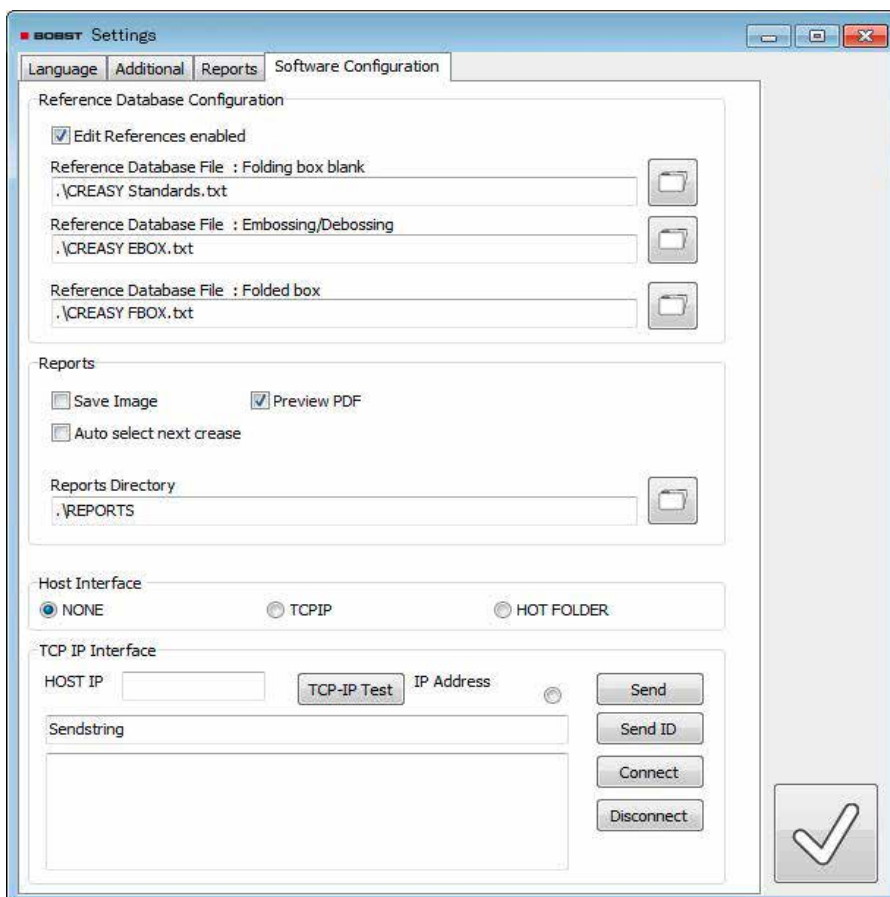 BOBST Settings
Language Additional Reports Software Configuration
Reference Database Configuration
Edit References enabled
Reference Database File : Folding box blank
.\CREASY Standards.txt
Reference Database File : Embossing/Debossing
.\CREASY EBOX.txt
Reference Database File : Folded box
.\CREASY FBOX.txt
Reports
Save Image Preview PDF
Auto select next crease
Reports Directory
.\REPORTS
Host Interface
NONE TCPIP HOT FOLDER
TCP IP Interface
HOST IP TCP-IP Test IP Address Send
Sendstring Send ID
Connect
Disconnect